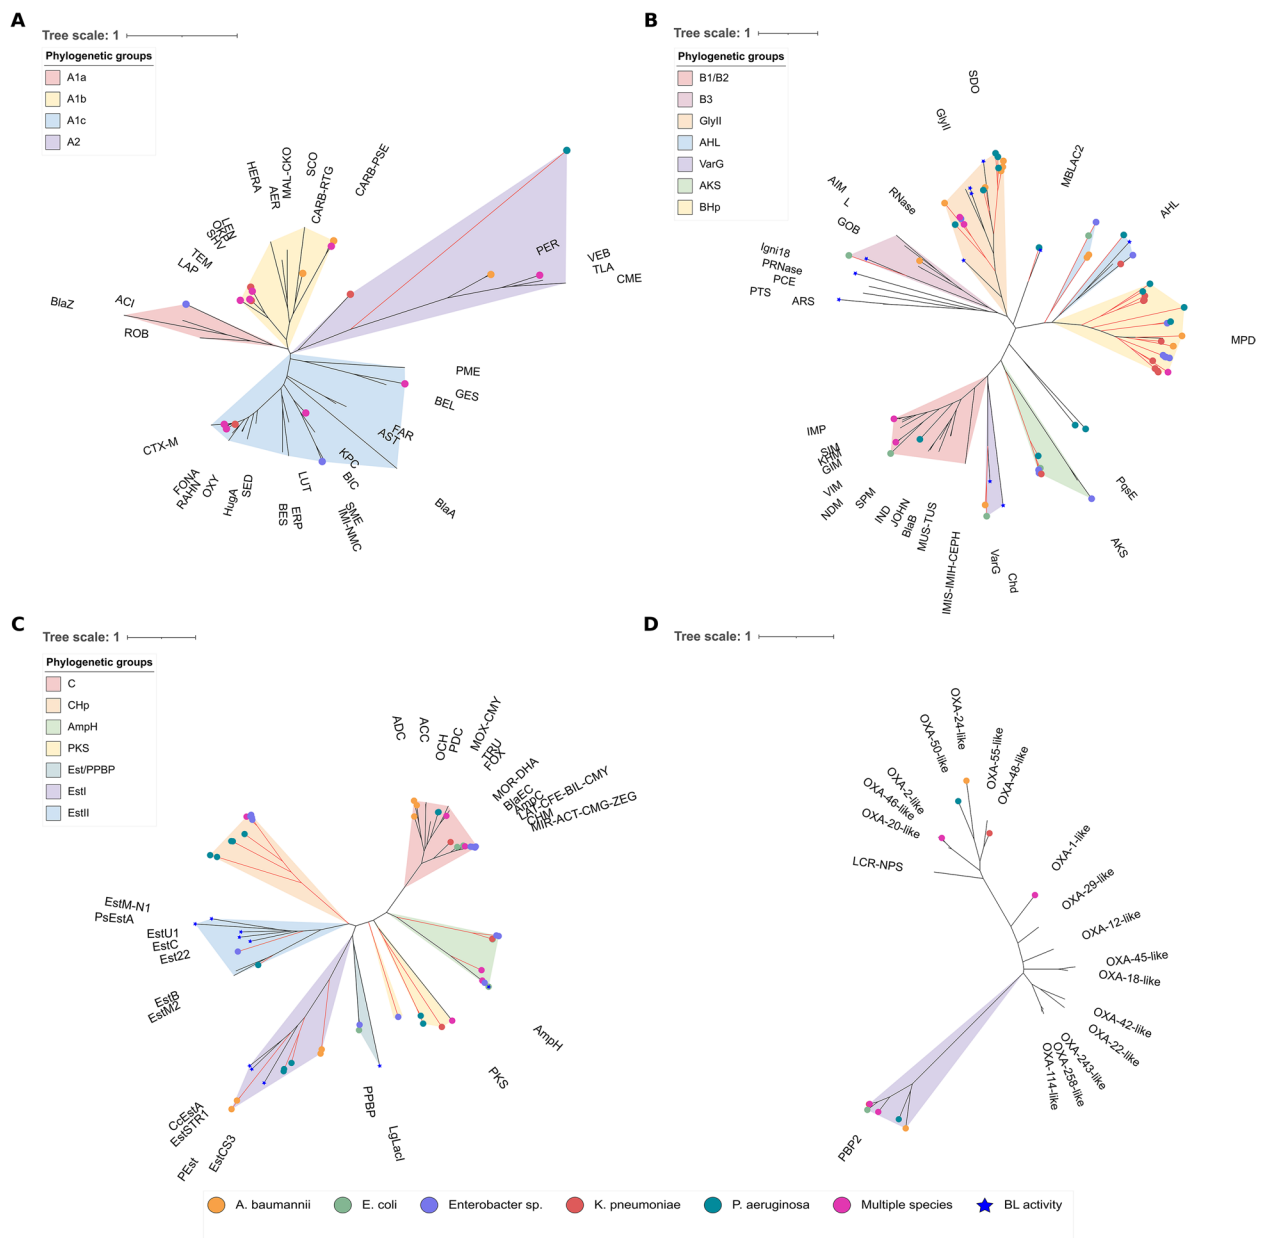 A
Tree scale: 1
Phylogenetic groups
A1a
A1b
A1c
A2
HERA
AER
MAL-CKO
SCO
CARB-RTG
CARB-PSE
LEN
OKP
SHV
TEM
LAP
BlaZ
ACI
ROB
PER
VEB
TLA
CME
PME
GES
BEL
FAR
AST
KPC
BIC
BlaA
SME
IMI-NMC
LUT
ERP
BES
SED
HugA
OXY
RAHN
FONA
CTX-M
B
Tree scale: 1
Phylogenetic groups
B1/B2
B3
GlyII
AHL
VarG
AKS
BHp
SDO
GlyII
MBLAC2
AHL
RNase
AIM
L
GOB
Igni18
PRNase
PCE
PTS
ARS
MPD
IMP
SIM
KHM
GIM
VIM
NDM
SPM
IND
JOHN
BlaB
MUS-TUS
IMIS-IMIH-CEPH
VarG
Chd
AKS
PqsE
C
Tree scale: 1
Phylogenetic groups
C
CHp
AmpH
PKS
Est/PPBP
EstI
EstII
ADC
ACC
OCH
PDC
MOX-CMY
TRU
FOX
MOR-DHA
BlaEC
AmpC
LAT-CFE-BIL-CMY
CHM
MIR-ACT-CMG-ZEG
EstM-N1
PsEstA
EstU1
EstC
Est22
EstB
EstM2
CcEstA
EstSTR1
PEst
EstCS3
PPBP
LgLacI
PKS
AmpH
D
Tree scale: 1
OXA-24-like
OXA-50-like
OXA-55-like
OXA-48-like
OXA-2-like
OXA-46-like
OXA-20-like
LCR-NPS
OXA-1-like
OXA-29-like
OXA-12-like
OXA-45-like
OXA-18-like
OXA-42-like
OXA-22-like
OXA-243-like
OXA-258-like
OXA-114-like
PBP2
A. baumannii
E. coli
Enterobacter sp.
K. pneumoniae
P. aeruginosa
Multiple species
BL activity